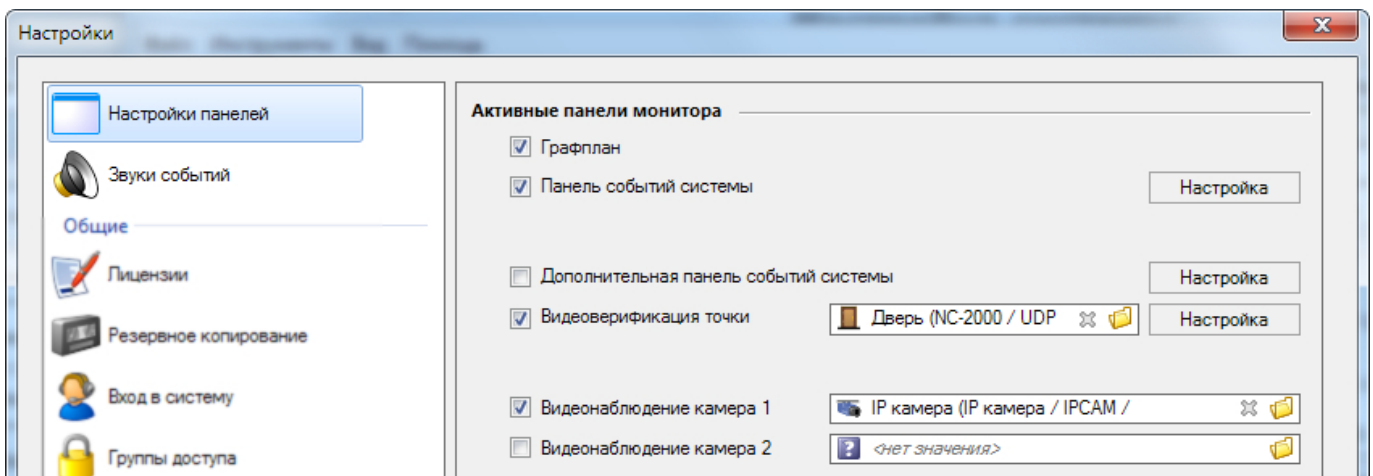 Настройки
Настройки панелей
Звуки событий
Общие
Лицензии
Резервное копирование
Вход в систему
Группы доступа
Активные панели монитора
Графплан
Панель событий системы
Настройка
Дополнительная панель событий системы
Настройка
Видеоверификация точки
Дверь (NC-2000 / UDP
Настройка
Видеонаблюдение камера 1
IP камера (IP камера / IPCAM /
Видеонаблюдение камера 2
<нет значения>